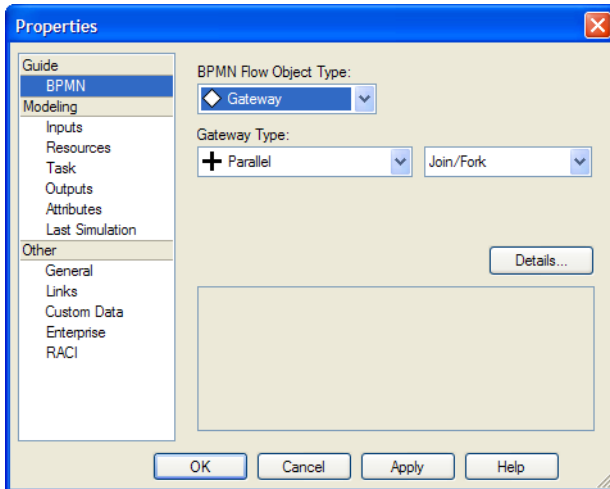 Properties
Guide
BPMN
Modeling
Inputs
Resources
Task
Outputs
Attributes
Last Simulation
Other
General
Links
Custom Data
Enterprise
RACI
BPMN Flow Object Type:
Gateway
Gateway Type:
Parallel
Join/Fork
Details...
OK
Cancel
Apply
Help